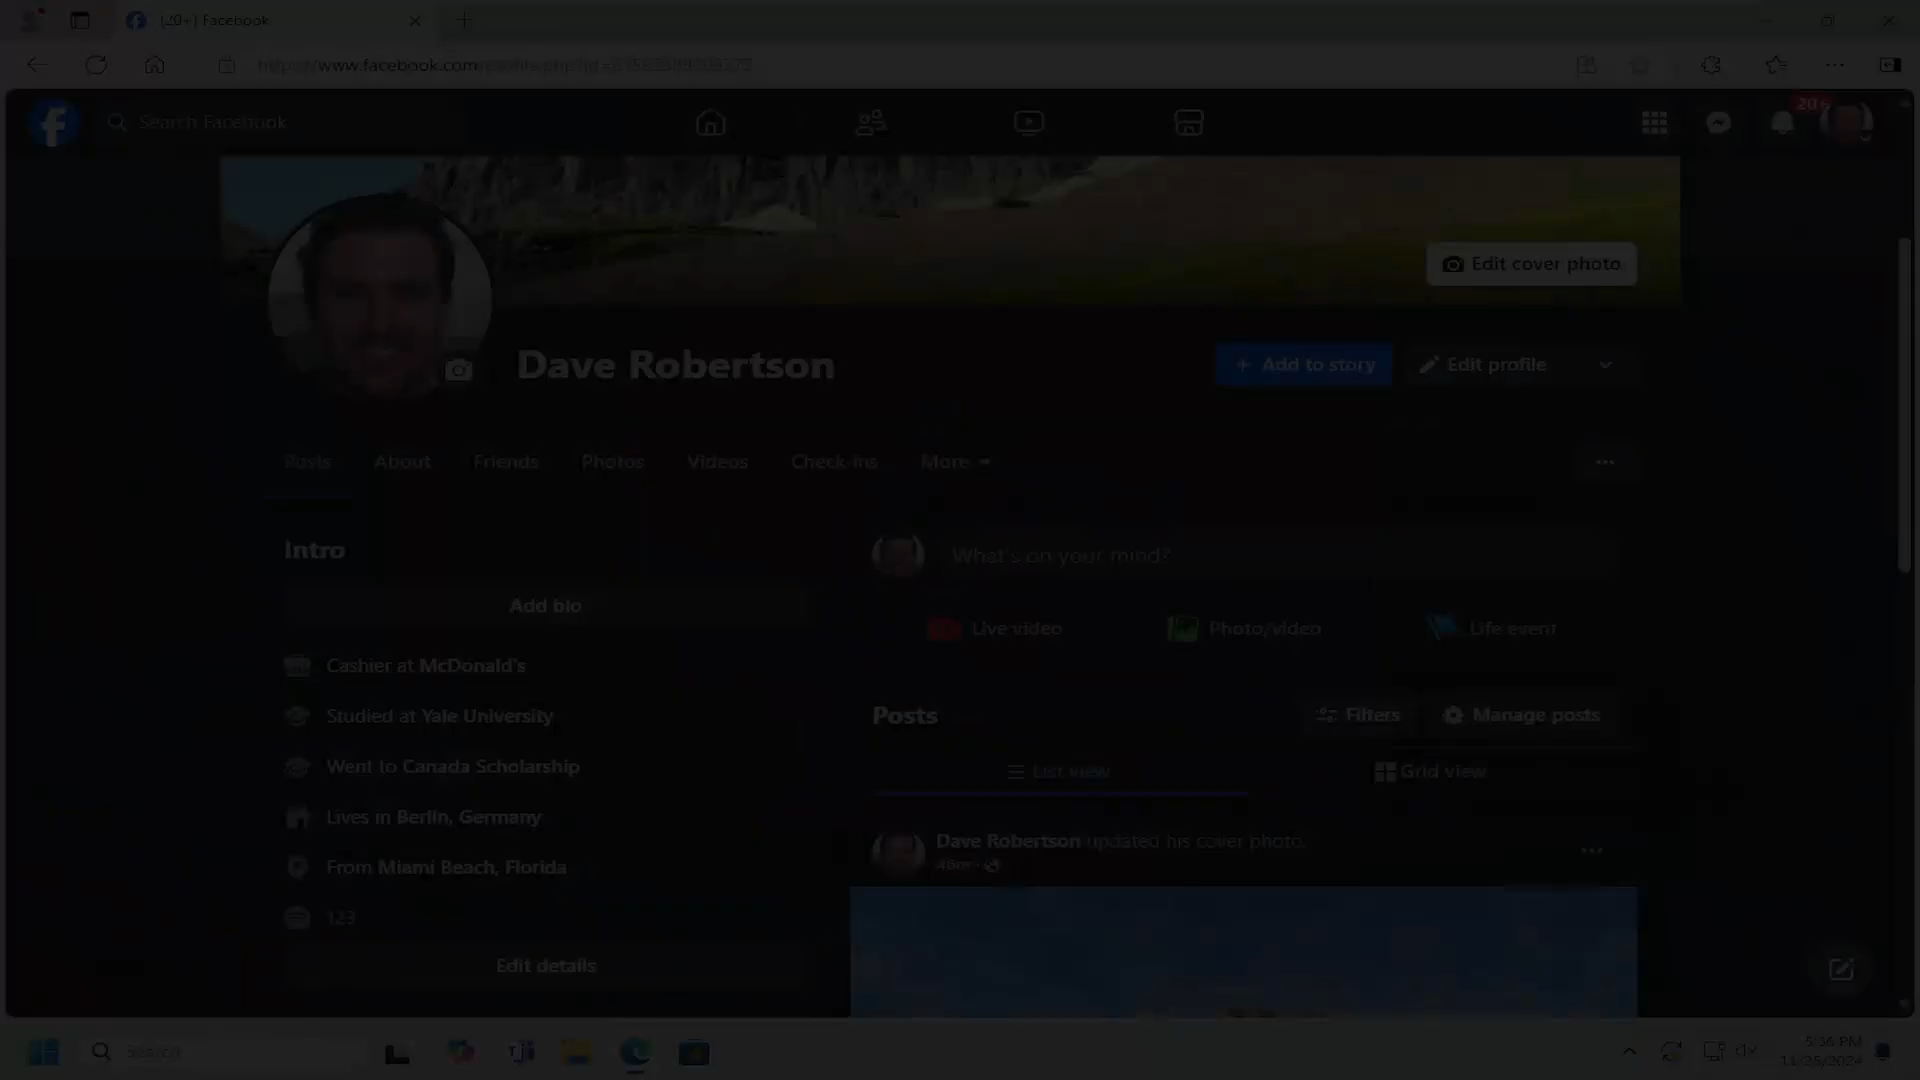 (20+) Facebook
www.facebook.com
Search Facebook
Edit cover photo
Dave Robertson
Add to story
Edit profile
Posts
About
Friends
Photos
Videos
Check-ins
More
Intro
What's on your mind?
Add bio
Live video
Photo/video
Life event
Cashier at McDonald's
Studied at Yale University
Posts
Filters
Manage posts
Went to Canada Scholarship
List view
Grid view
Lives in Berlin, Germany
Dave Robertson updated his cover photo.
From Miami Beach, Florida
123
Edit details
Search
5:36 PM